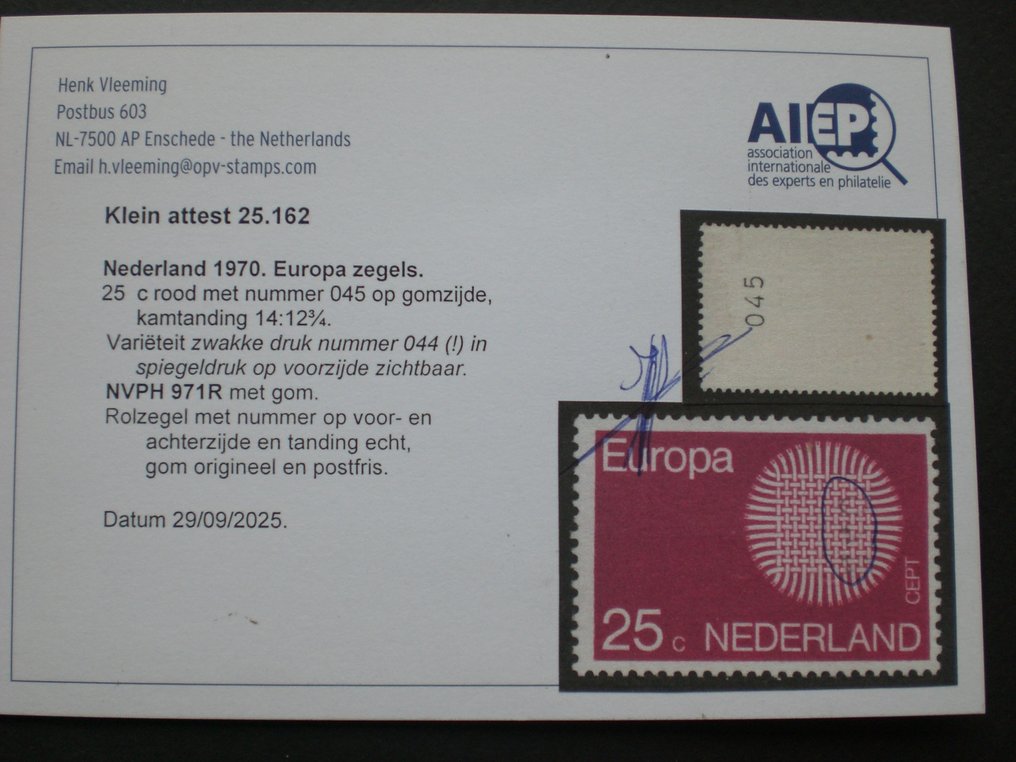 Henk Vleeming
Postbus 603
NL-7500 AP Enschede - the Netherlands
Email h.vleeming@opv-stamps.com
AIEP
association
internationale
des experts en philatelie
Klein attest 25.162
Nederland 1970. Europa zegels.
25 c rood met nummer 045 op gomzijde,
kamtanding 14:12¾.
Variëteit zwakke druk nummer 044 (!) in
spiegeldruk op voorzijde zichtbaar.
NVPH 971R met gom.
Rolzegel met nummer op voor- en
achterzijde en tanding echt,
gom origineel en postfris.
Datum 29/09/2025.
045
Europa
CEPT
25 c NEDERLAND